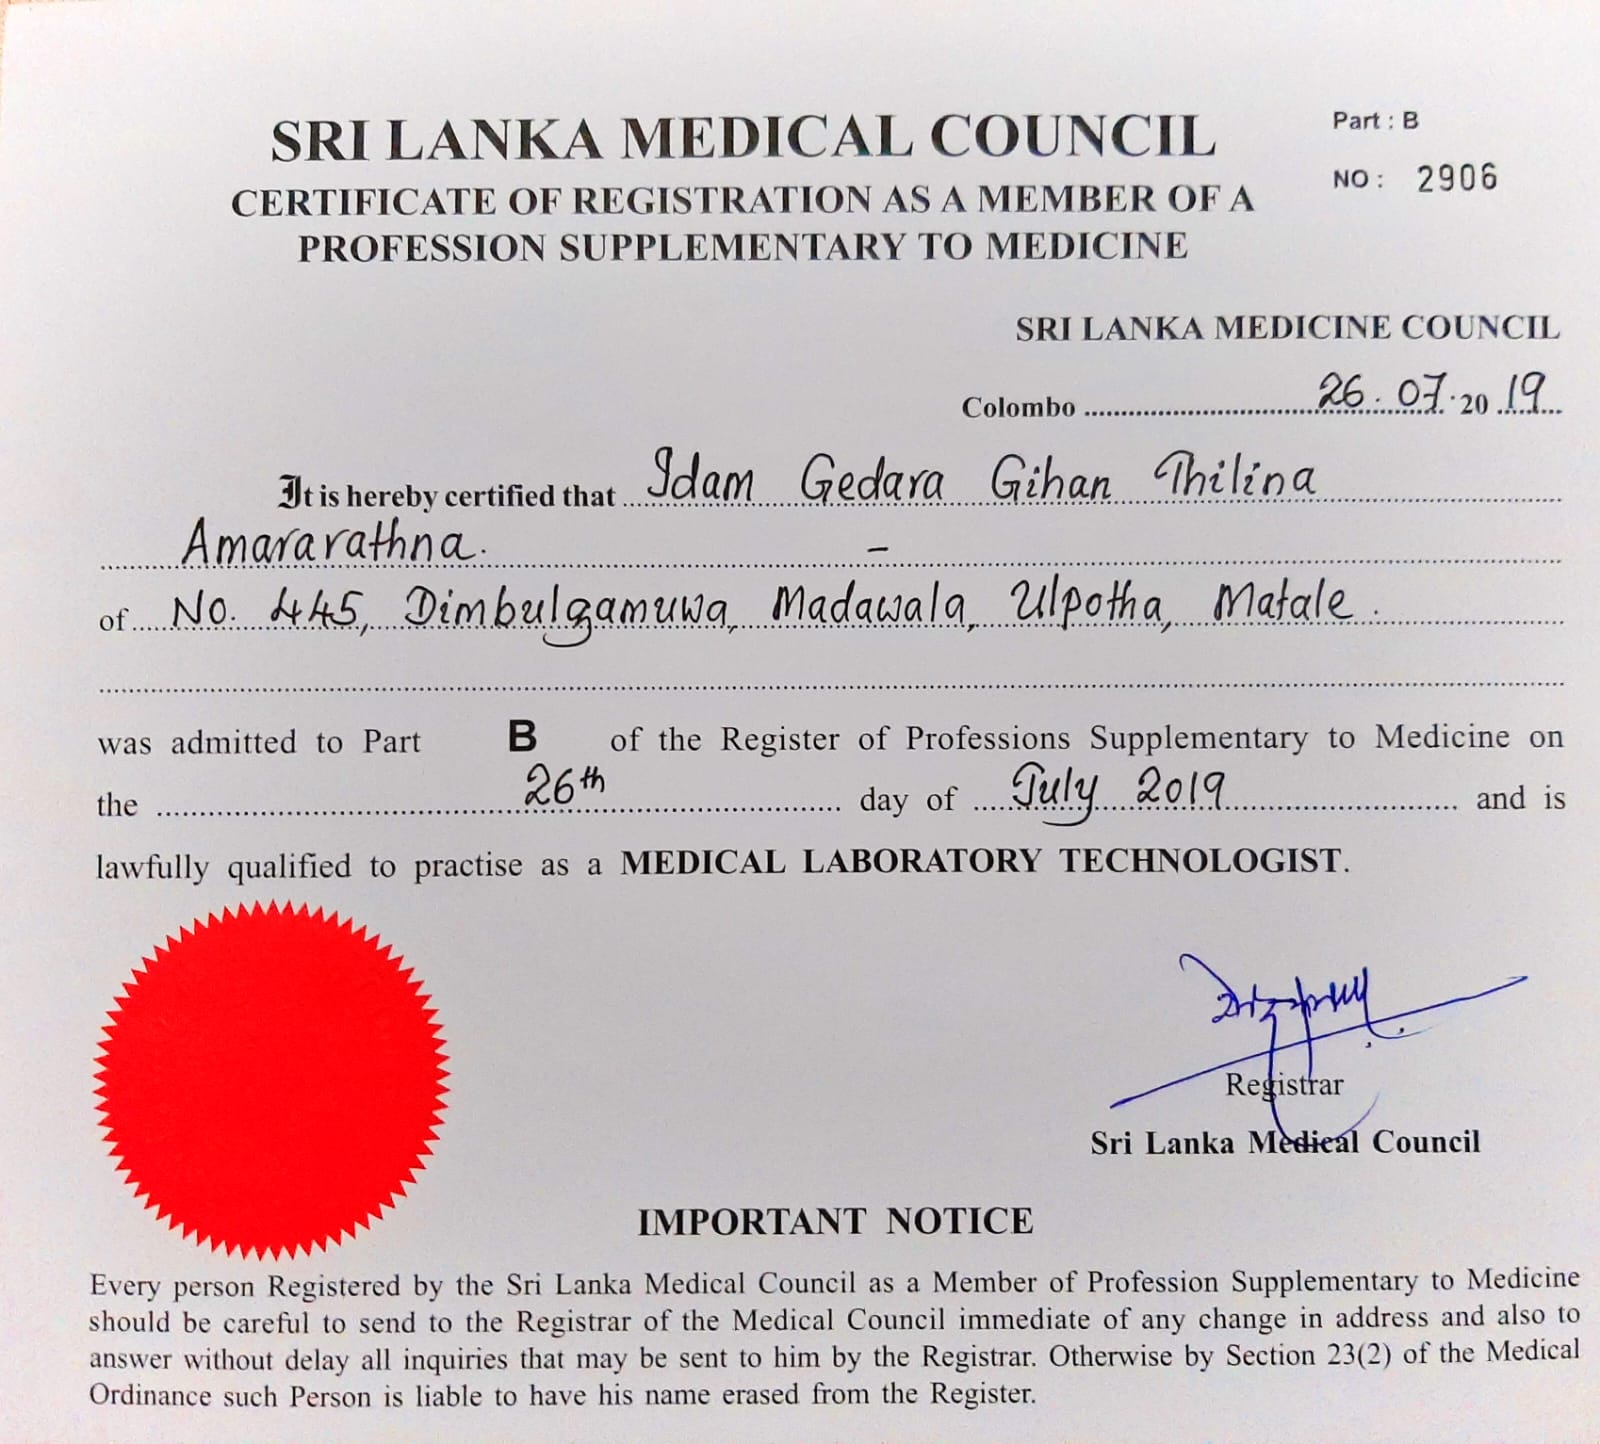 SRI LANKA MEDICAL COUNCIL
Part : B
CERTIFICATE OF REGISTRATION AS A MEMBER OF A
NO : 2906
PROFESSION SUPPLEMENTARY TO MEDICINE
SRI LANKA MEDICINE COUNCIL
Colombo 26.07.2019
It is hereby certified that Idam Gedara Gihan Thilina
Amararathna. –
of No. 445, Dimbulgamuwa, Madawala, Ulpotha, Matale.
was admitted to Part B of the Register of Professions Supplementary to Medicine on
the 26th day of July 2019 and is
lawfully qualified to practise as a MEDICAL LABORATORY TECHNOLOGIST.
Registrar
Sri Lanka Medical Council
IMPORTANT NOTICE
Every person Registered by the Sri Lanka Medical Council as a Member of Profession Supplementary to Medicine
should be careful to send to the Registrar of the Medical Council immediate of any change in address and also to
answer without delay all inquiries that may be sent to him by the Registrar. Otherwise by Section 23(2) of the Medical
Ordinance such Person is liable to have his name erased from the Register.